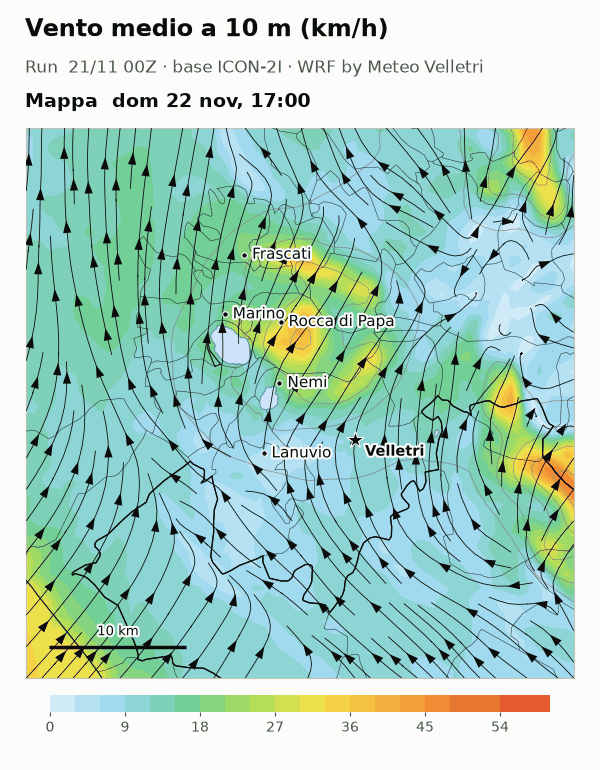 Vento medio a 10 m (km/h)
Run 21/11 00Z · base ICON-2I · WRF by Meteo Velletri
Mappa dom 22 nov, 17:00
Frascati
Marino
Rocca di Papa
Nemi
Velletri
Lanuvio
10 km
0 9 18 27 36 45 54